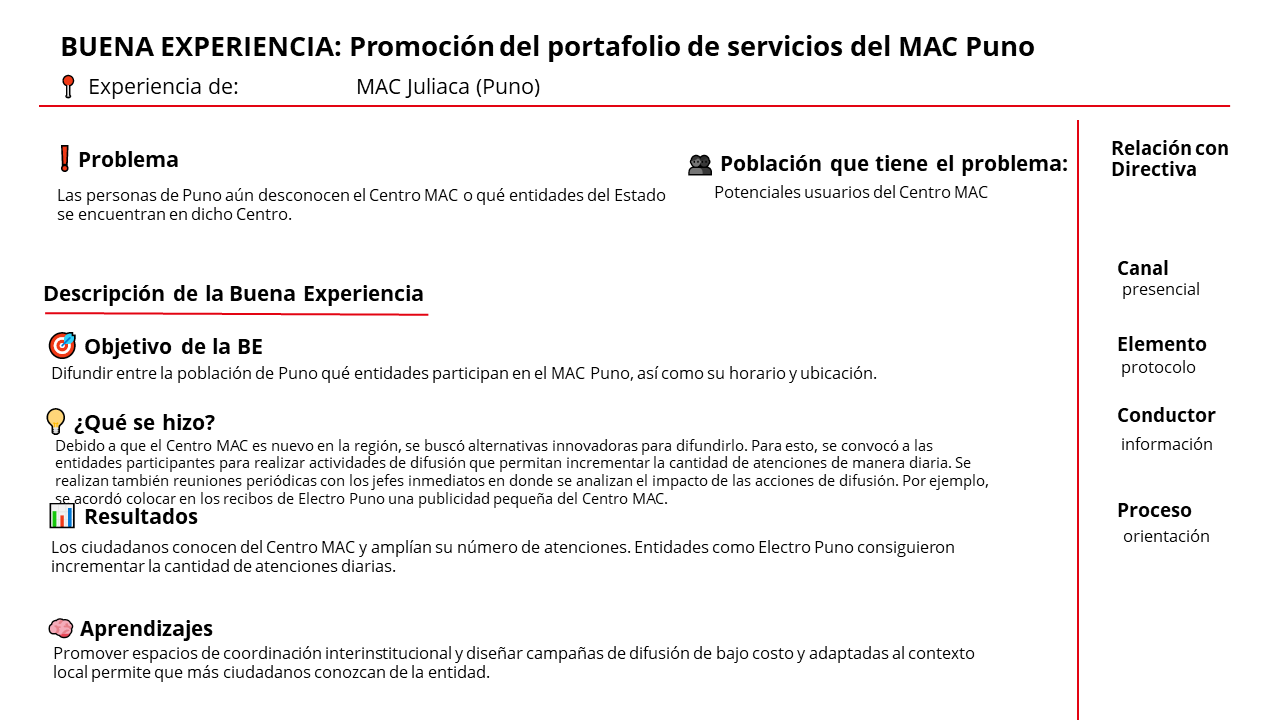 BUENA EXPERIENCIA: Promoción del portafolio de servicios del MAC Puno
Experiencia de: MAC Juliaca (Puno)
Problema
Las personas de Puno aún desconocen el Centro MAC o qué entidades del Estado
se encuentran en dicho Centro.
Población que tiene el problema:
Potenciales usuarios del Centro MAC
Descripción de la Buena Experiencia
Objetivo de la BE
Difundir entre la población de Puno qué entidades participan en el MAC Puno, así como su horario y ubicación.
¿Qué se hizo?
Debido a que el Centro MAC es nuevo en la región, se buscó alternativas innovadoras para difundirlo. Para esto, se convocó a las
entidades participantes para realizar actividades de difusión que permitan incrementar la cantidad de atenciones de manera diaria. Se
realizan también reuniones periódicas con los jefes inmediatos en donde se analizan el impacto de las acciones de difusión. Por ejemplo,
se acordó colocar en los recibos de Electro Puno una publicidad pequeña del Centro MAC.
Resultados
Los ciudadanos conocen del Centro MAC y amplían su número de atenciones. Entidades como Electro Puno consiguieron
incrementar la cantidad de atenciones diarias.
Aprendizajes
Promover espacios de coordinación interinstitucional y diseñar campañas de difusión de bajo costo y adaptadas al contexto
local permite que más ciudadanos conozcan de la entidad.
Relación con
Directiva
Canal
presencial
Elemento
protocolo
Conductor
información
Proceso
orientación